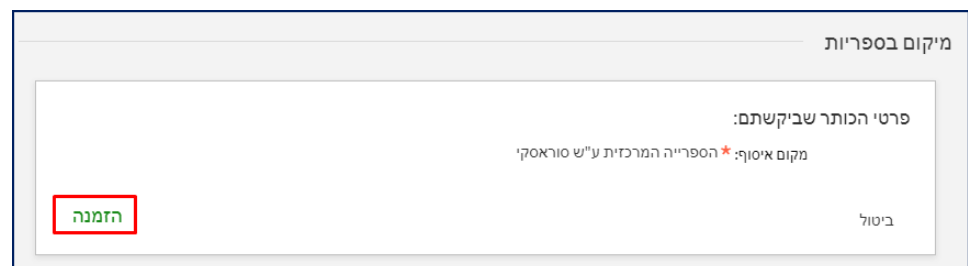 מיקום בספריות
פרטי הכותר שביקשתם:
מקום איסוף: * הספרייה המרכזית ע"ש סוראסקי
הזמנה
ביטול